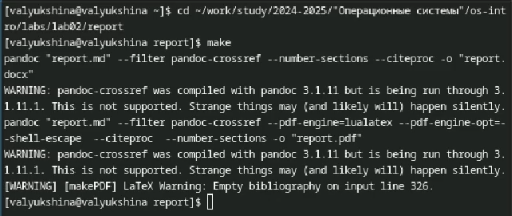 [valyukshina@valyukshina ~]$ cd ~/work/study/2024-2025/"Операционные системы"/os-int
ro/labs/lab02/report
[valyukshina@valyukshina report]$ make
pandoc "report.md" --filter pandoc-crossref --number-sections --citeproc -o "report.
docx"
WARNING: pandoc-crossref was compiled with pandoc 3.1.11 but is being run through 3.
1.11.1. This is not supported. Strange things may (and likely will) happen silently.
pandoc "report.md" --filter pandoc-crossref --pdf-engine=lualatex --pdf-engine-opt=-
-shell-escape  --citeproc  --number-sections -o "report.pdf"
WARNING: pandoc-crossref was compiled with pandoc 3.1.11 but is being run through 3.
1.11.1. This is not supported. Strange things may (and likely will) happen silently.
[WARNING] [makePDF] LaTeX Warning: Empty bibliography on input line 326.
[valyukshina@valyukshina report]$